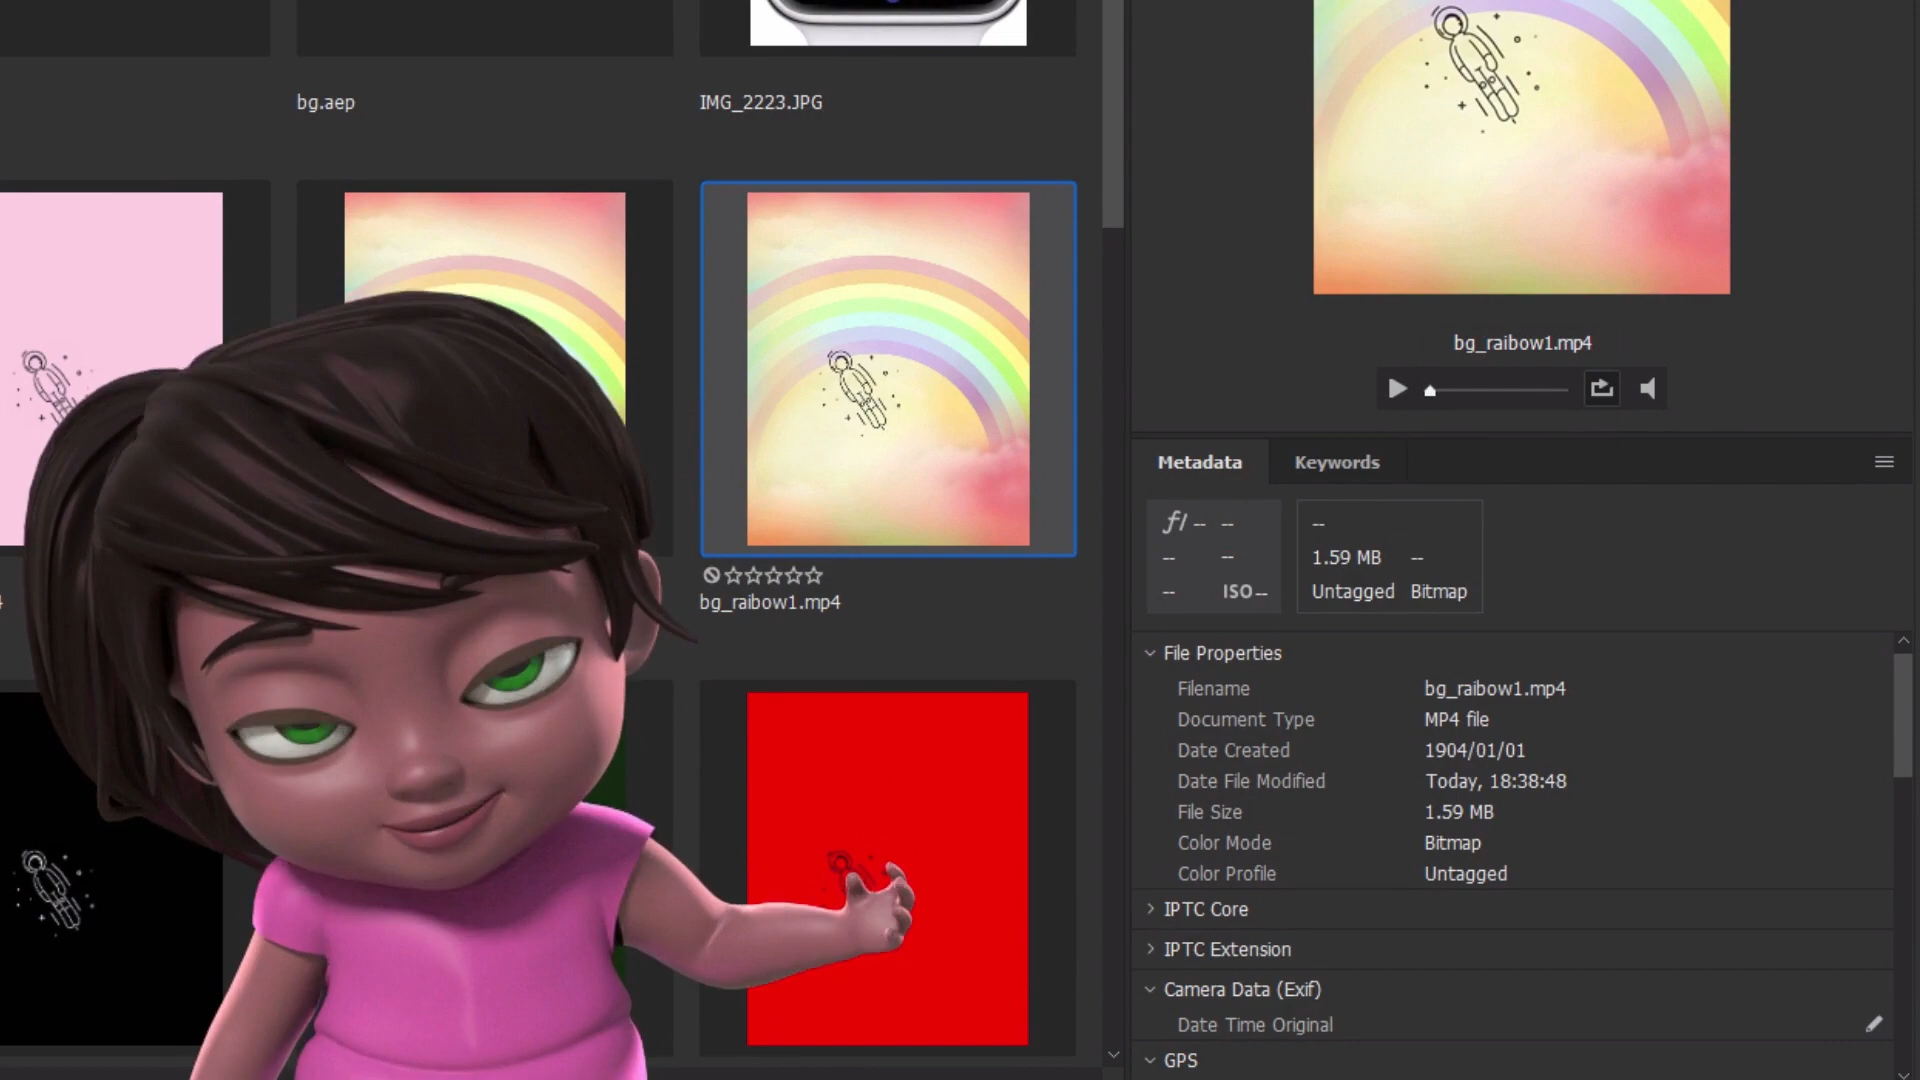 bg.aep
IMG_2223.JPG
bg_raibow1.mp4
bg_raibow1.mp4
Metadata
Keywords
f/ -- --
-- --
-- ISO --
--
1.59 MB --
Untagged Bitmap
File Properties
Filename bg_raibow1.mp4
Document Type MP4 file
Date Created 1904/01/01
Date File Modified Today, 18:38:48
File Size 1.59 MB
Color Mode Bitmap
Color Profile Untagged
IPTC Core
IPTC Extension
Camera Data (Exif)
Date Time Original
GPS